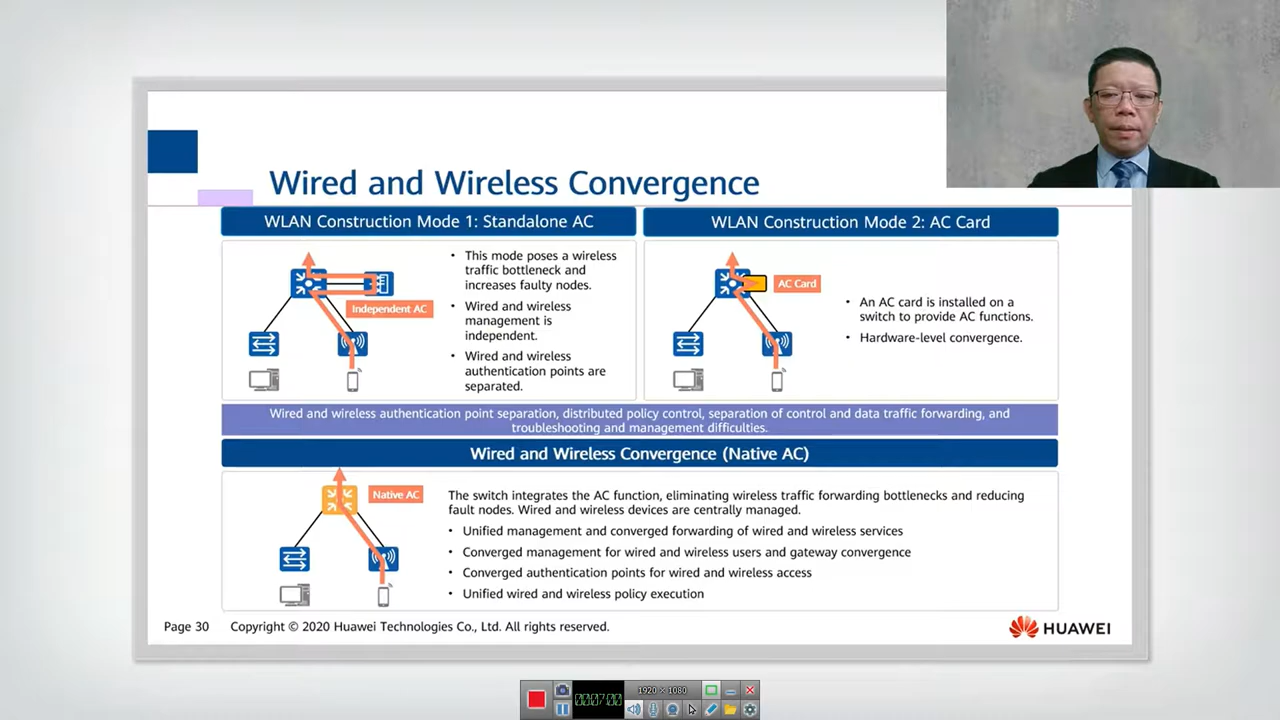 Wired and Wireless Convergence
WLAN Construction Mode 1: Standalone AC
Independent AC
• This mode poses a wireless
traffic bottleneck and
increases faulty nodes.
• Wired and wireless
management is
independent.
• Wired and wireless
authentication points are
separated.
WLAN Construction Mode 2: AC Card
AC Card
• An AC card is installed on a
switch to provide AC functions.
• Hardware-level convergence.
Wired and wireless authentication point separation, distributed policy control, separation of control and data traffic forwarding, and
troubleshooting and management difficulties.
Wired and Wireless Convergence (Native AC)
Native AC
The switch integrates the AC function, eliminating wireless traffic forwarding bottlenecks and reducing
fault nodes. Wired and wireless devices are centrally managed.
• Unified management and converged forwarding of wired and wireless services
• Converged management for wired and wireless users and gateway convergence
• Converged authentication points for wired and wireless access
• Unified wired and wireless policy execution
Page 30 Copyright © 2020 Huawei Technologies Co., Ltd. All rights reserved.
HUAWEI
00:07:00
1920 × 1080